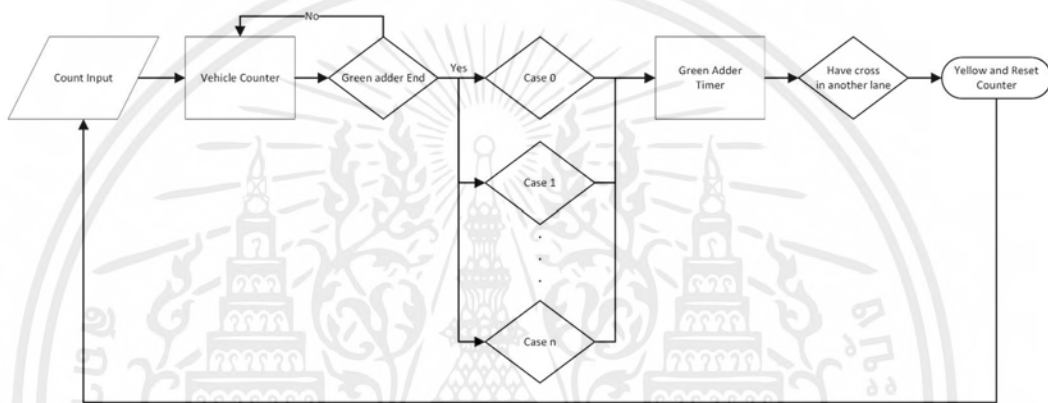 No
Count Input
Vehicle Counter
Green adder End
Yes
Case 0
Green Adder
Timer
Have cross
in another lane
Yellow and Reset
Counter
Case 1
.
.
.
Case n